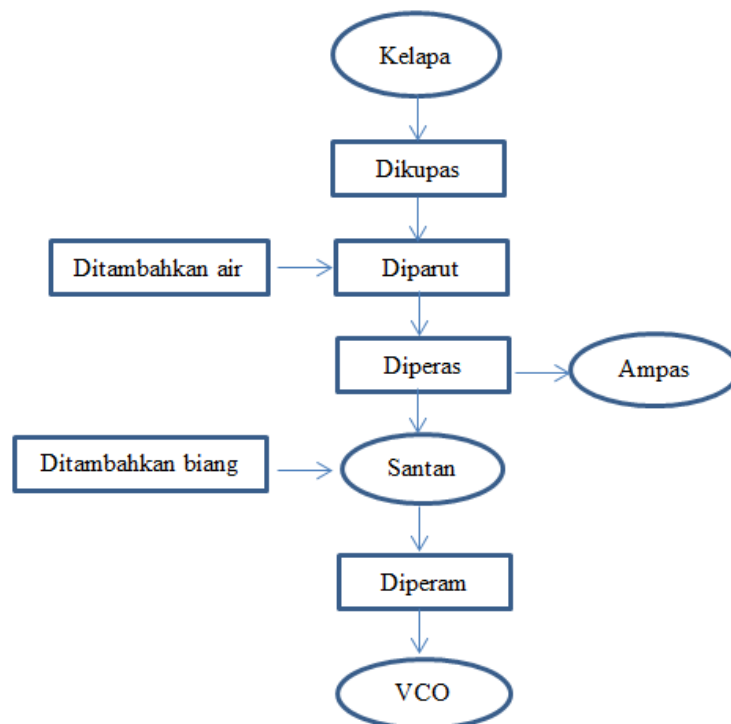 Kelapa
Dikupas
Ditambahkan air
Diparut
Diperas
Ampas
Ditambahkan biang
Santan
Diperam
VCO